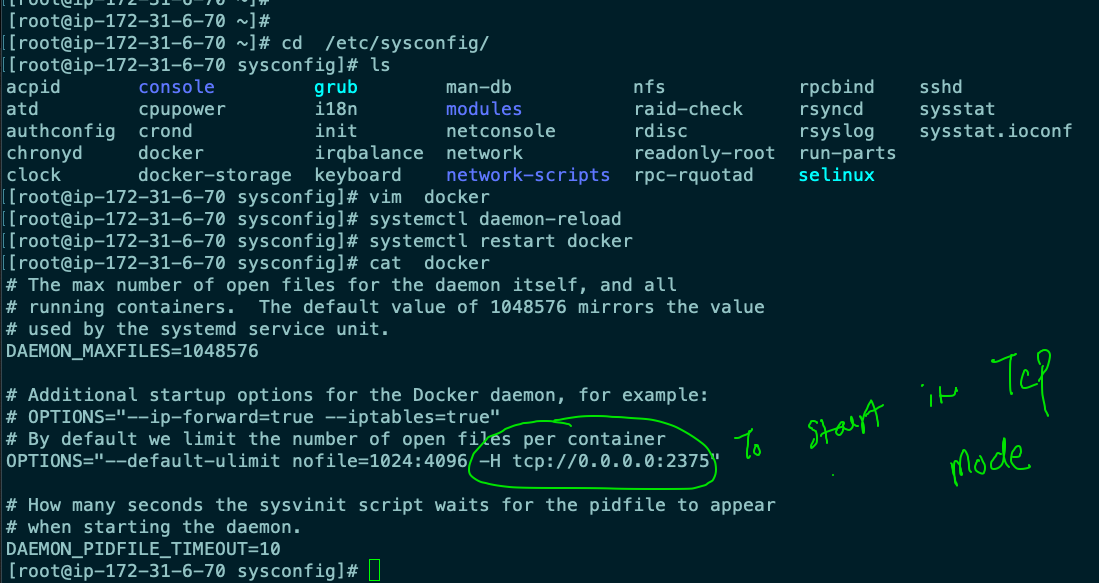 [[root@ip-172-31-6-70 ~]#
[[root@ip-172-31-6-70 ~]#
[[root@ip-172-31-6-70 ~]# cd  /etc/sysconfig/
[[root@ip-172-31-6-70 sysconfig]# ls
acpid       console         grub        man-db           nfs           rpcbind    sshd
atd         cpupower        i18n        modules          raid-check    rsyncd     sysstat
authconfig  crond           init        netconsole       rdisc         rsyslog    sysstat.ioconf
chronyd     docker          irqbalance  network          readonly-root run-parts
clock       docker-storage  keyboard    network-scripts  rpc-rquotad   selinux
[[root@ip-172-31-6-70 sysconfig]# vim  docker
[[root@ip-172-31-6-70 sysconfig]# systemctl daemon-reload
[[root@ip-172-31-6-70 sysconfig]# systemctl restart docker
[[root@ip-172-31-6-70 sysconfig]# cat  docker
# The max number of open files for the daemon itself, and all
# running containers.  The default value of 1048576 mirrors the value
# used by the systemd service unit.
DAEMON_MAXFILES=1048576
# Additional startup options for the Docker daemon, for example:
# OPTIONS="--ip-forward=true --iptables=true"
# By default we limit the number of open files per container
OPTIONS="--default-ulimit nofile=1024:4096 -H tcp://0.0.0.0:2375"
To start in Tcp
mode
# How many seconds the sysvinit script waits for the pidfile to appear
# when starting the daemon.
DAEMON_PIDFILE_TIMEOUT=10
[root@ip-172-31-6-70 sysconfig]#